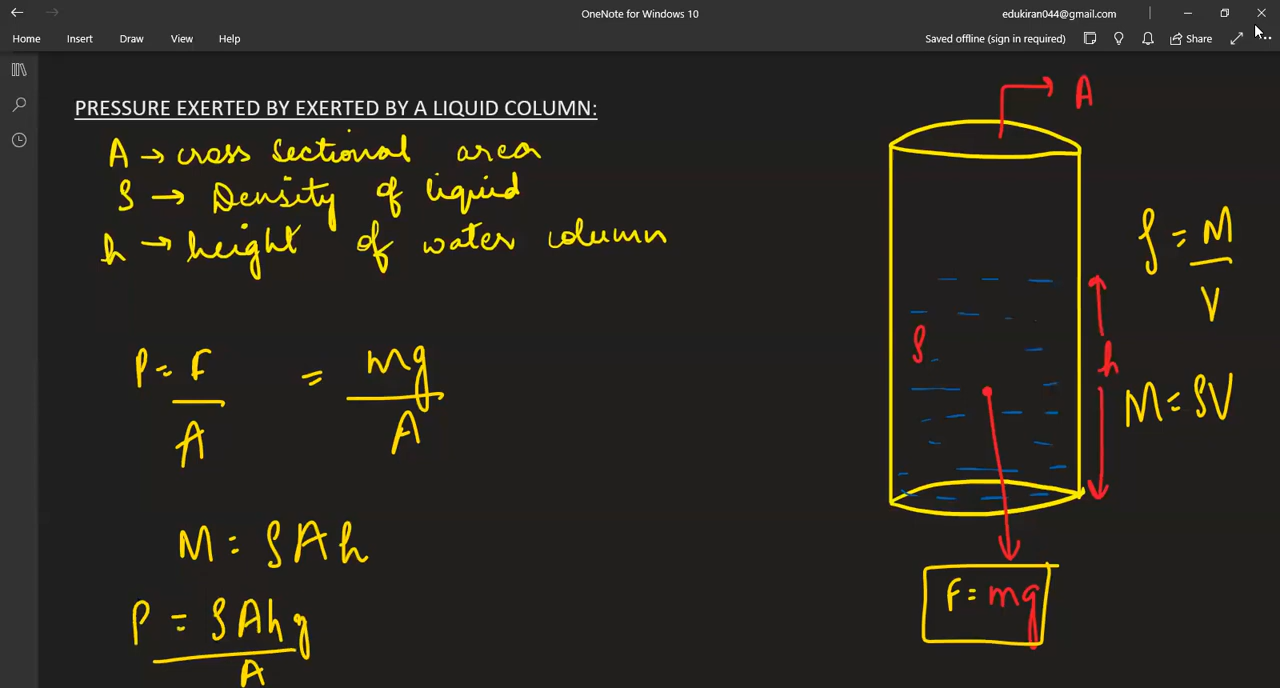 OneNote for Windows 10
edukiran044@gmail.com
Home Insert Draw View Help
Saved offline (sign in required) Share
PRESSURE EXERTED BY EXERTED BY A LIQUID COLUMN:
A → cross sectional area
ρ → Density of liquid
h → height of water column
P = F / A = mg / A
M = ρAh
P = ρAhg / A
A
ρ
h
F = mg
ρ = M / V
M = ρV